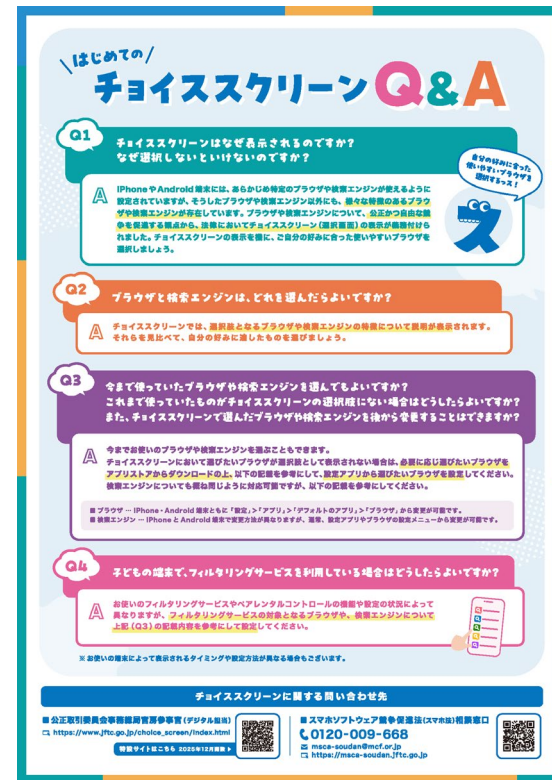 はじめての
チョイススクリーンQ&A
Q1
チョイススクリーンはなぜ表示されるのですか？
なぜ選択しないといけないのですか？
自分の好みに合った
使いやすいブラウザを
選択するっス！
ス
A
iPhoneやAndroid端末には、あらかじめ特定のブラウザや検索エンジンが使えるように
設定されていますが、そうしたブラウザや検索エンジン以外にも、様々な特徴のあるブラウ
ザや検索エンジンが存在しています。ブラウザや検索エンジンについて、公正かつ自由な競
争を促進する観点から、法律においてチョイススクリーン（選択画面）の表示が義務付けら
れました。チョイススクリーンの表示を機に、ご自分の好みに合った使いやすいブラウザを
選択しましょう。
Q2
ブラウザと検索エンジンは、どれを選んだらよいですか？
A
チョイススクリーンでは、選択肢となるブラウザや検索エンジンの特徴について説明が表示されます。
それらを見比べて、自分の好みに適したものを選びましょう。
Q3
今まで使っていたブラウザや検索エンジンを選んでもよいですか？
これまで使っていたものがチョイススクリーンの選択肢にない場合はどうしたらよいですか？
また、チョイススクリーンで選んだブラウザや検索エンジンを後から変更することはできますか？
A
今までお使いのブラウザや検索エンジンを選ぶこともできます。
チョイススクリーンにおいて選びたいブラウザが選択肢として表示されない場合は、必要に応じ選びたいブラウザを
アプリストアからダウンロードの上、以下の記載を参考にして、設定アプリから選びたいブラウザを設定してください。
検索エンジンについても概ね同じように対応可能ですが、以下の記載を参考にしてください。
■ ブラウザ … iPhone・Android 端末ともに「設定」>「アプリ」>「デフォルトのアプリ」>「ブラウザ」から変更が可能です。
■ 検索エンジン … iPhone と Android 端末で変更方法が異なりますが、通常、設定アプリやブラウザの設定メニューから変更が可能です。
Q4
子どもの端末で、フィルタリングサービスを利用している場合はどうしたらよいですか？
A
お使いのフィルタリングサービスやペアレンタルコントロールの機能や設定の状況によって
異なりますが、フィルタリングサービスの対象となるブラウザや、検索エンジンについて
上記（Q3）の記載内容を参考にして設定してください。
※ お使いの端末によって表示されるタイミングや設定方法が異なる場合もございます。
チョイススクリーンに関する問い合わせ先
■ 公正取引委員会事務総局官房参事官（デジタル担当）
https://www.jftc.go.jp/choice_screen/index.html
特設サイトはこちら 2025年12月開設
■ スマホソフトウェア競争促進法(スマホ法)相談窓口
0120-009-668
msca-soudan@mcf.or.jp
https://msca-soudan.jftc.go.jp